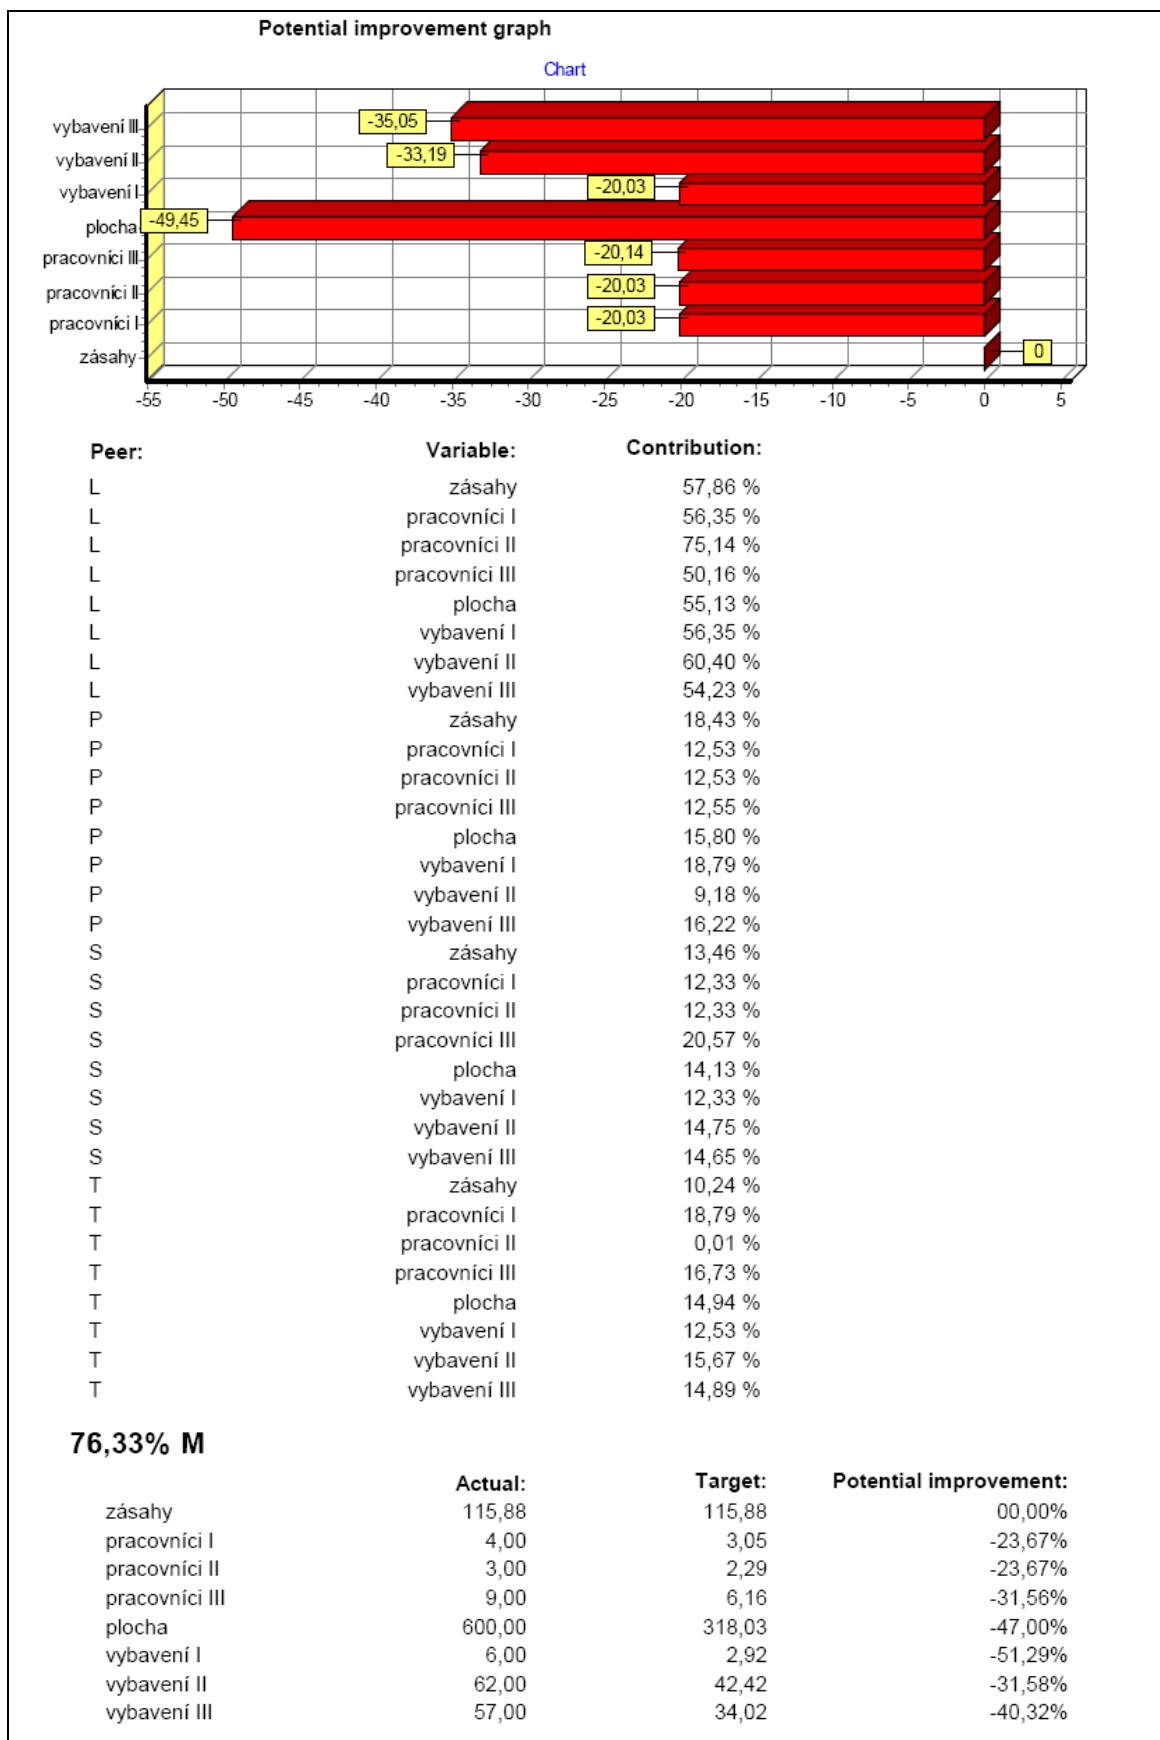 Potential improvement graph
Chart
vybavení III -35,05
vybavení II -33,19
vybavení I -20,03
plocha -49,45
pracovníci III -20,14
pracovníci II -20,03
pracovníci I -20,03
zásahy 0
-55 -50 -45 -40 -35 -30 -25 -20 -15 -10 -5 0 5
Peer: Variable: Contribution:
L zásahy 57,86 %
L pracovníci I 56,35 %
L pracovníci II 75,14 %
L pracovníci III 50,16 %
L plocha 55,13 %
L vybavení I 56,35 %
L vybavení II 60,40 %
L vybavení III 54,23 %
P zásahy 18,43 %
P pracovníci I 12,53 %
P pracovníci II 12,53 %
P pracovníci III 12,55 %
P plocha 15,80 %
P vybavení I 18,79 %
P vybavení II 9,18 %
P vybavení III 16,22 %
S zásahy 13,46 %
S pracovníci I 12,33 %
S pracovníci II 12,33 %
S pracovníci III 20,57 %
S plocha 14,13 %
S vybavení I 12,33 %
S vybavení II 14,75 %
S vybavení III 14,65 %
T zásahy 10,24 %
T pracovníci I 18,79 %
T pracovníci II 0,01 %
T pracovníci III 16,73 %
T plocha 14,94 %
T vybavení I 12,53 %
T vybavení II 15,67 %
T vybavení III 14,89 %
76,33% M
Actual: Target: Potential improvement:
zásahy 115,88 115,88 00,00%
pracovníci I 4,00 3,05 -23,67%
pracovníci II 3,00 2,29 -23,67%
pracovníci III 9,00 6,16 -31,56%
plocha 600,00 318,03 -47,00%
vybavení I 6,00 2,92 -51,29%
vybavení II 62,00 42,42 -31,58%
vybavení III 57,00 34,02 -40,32%